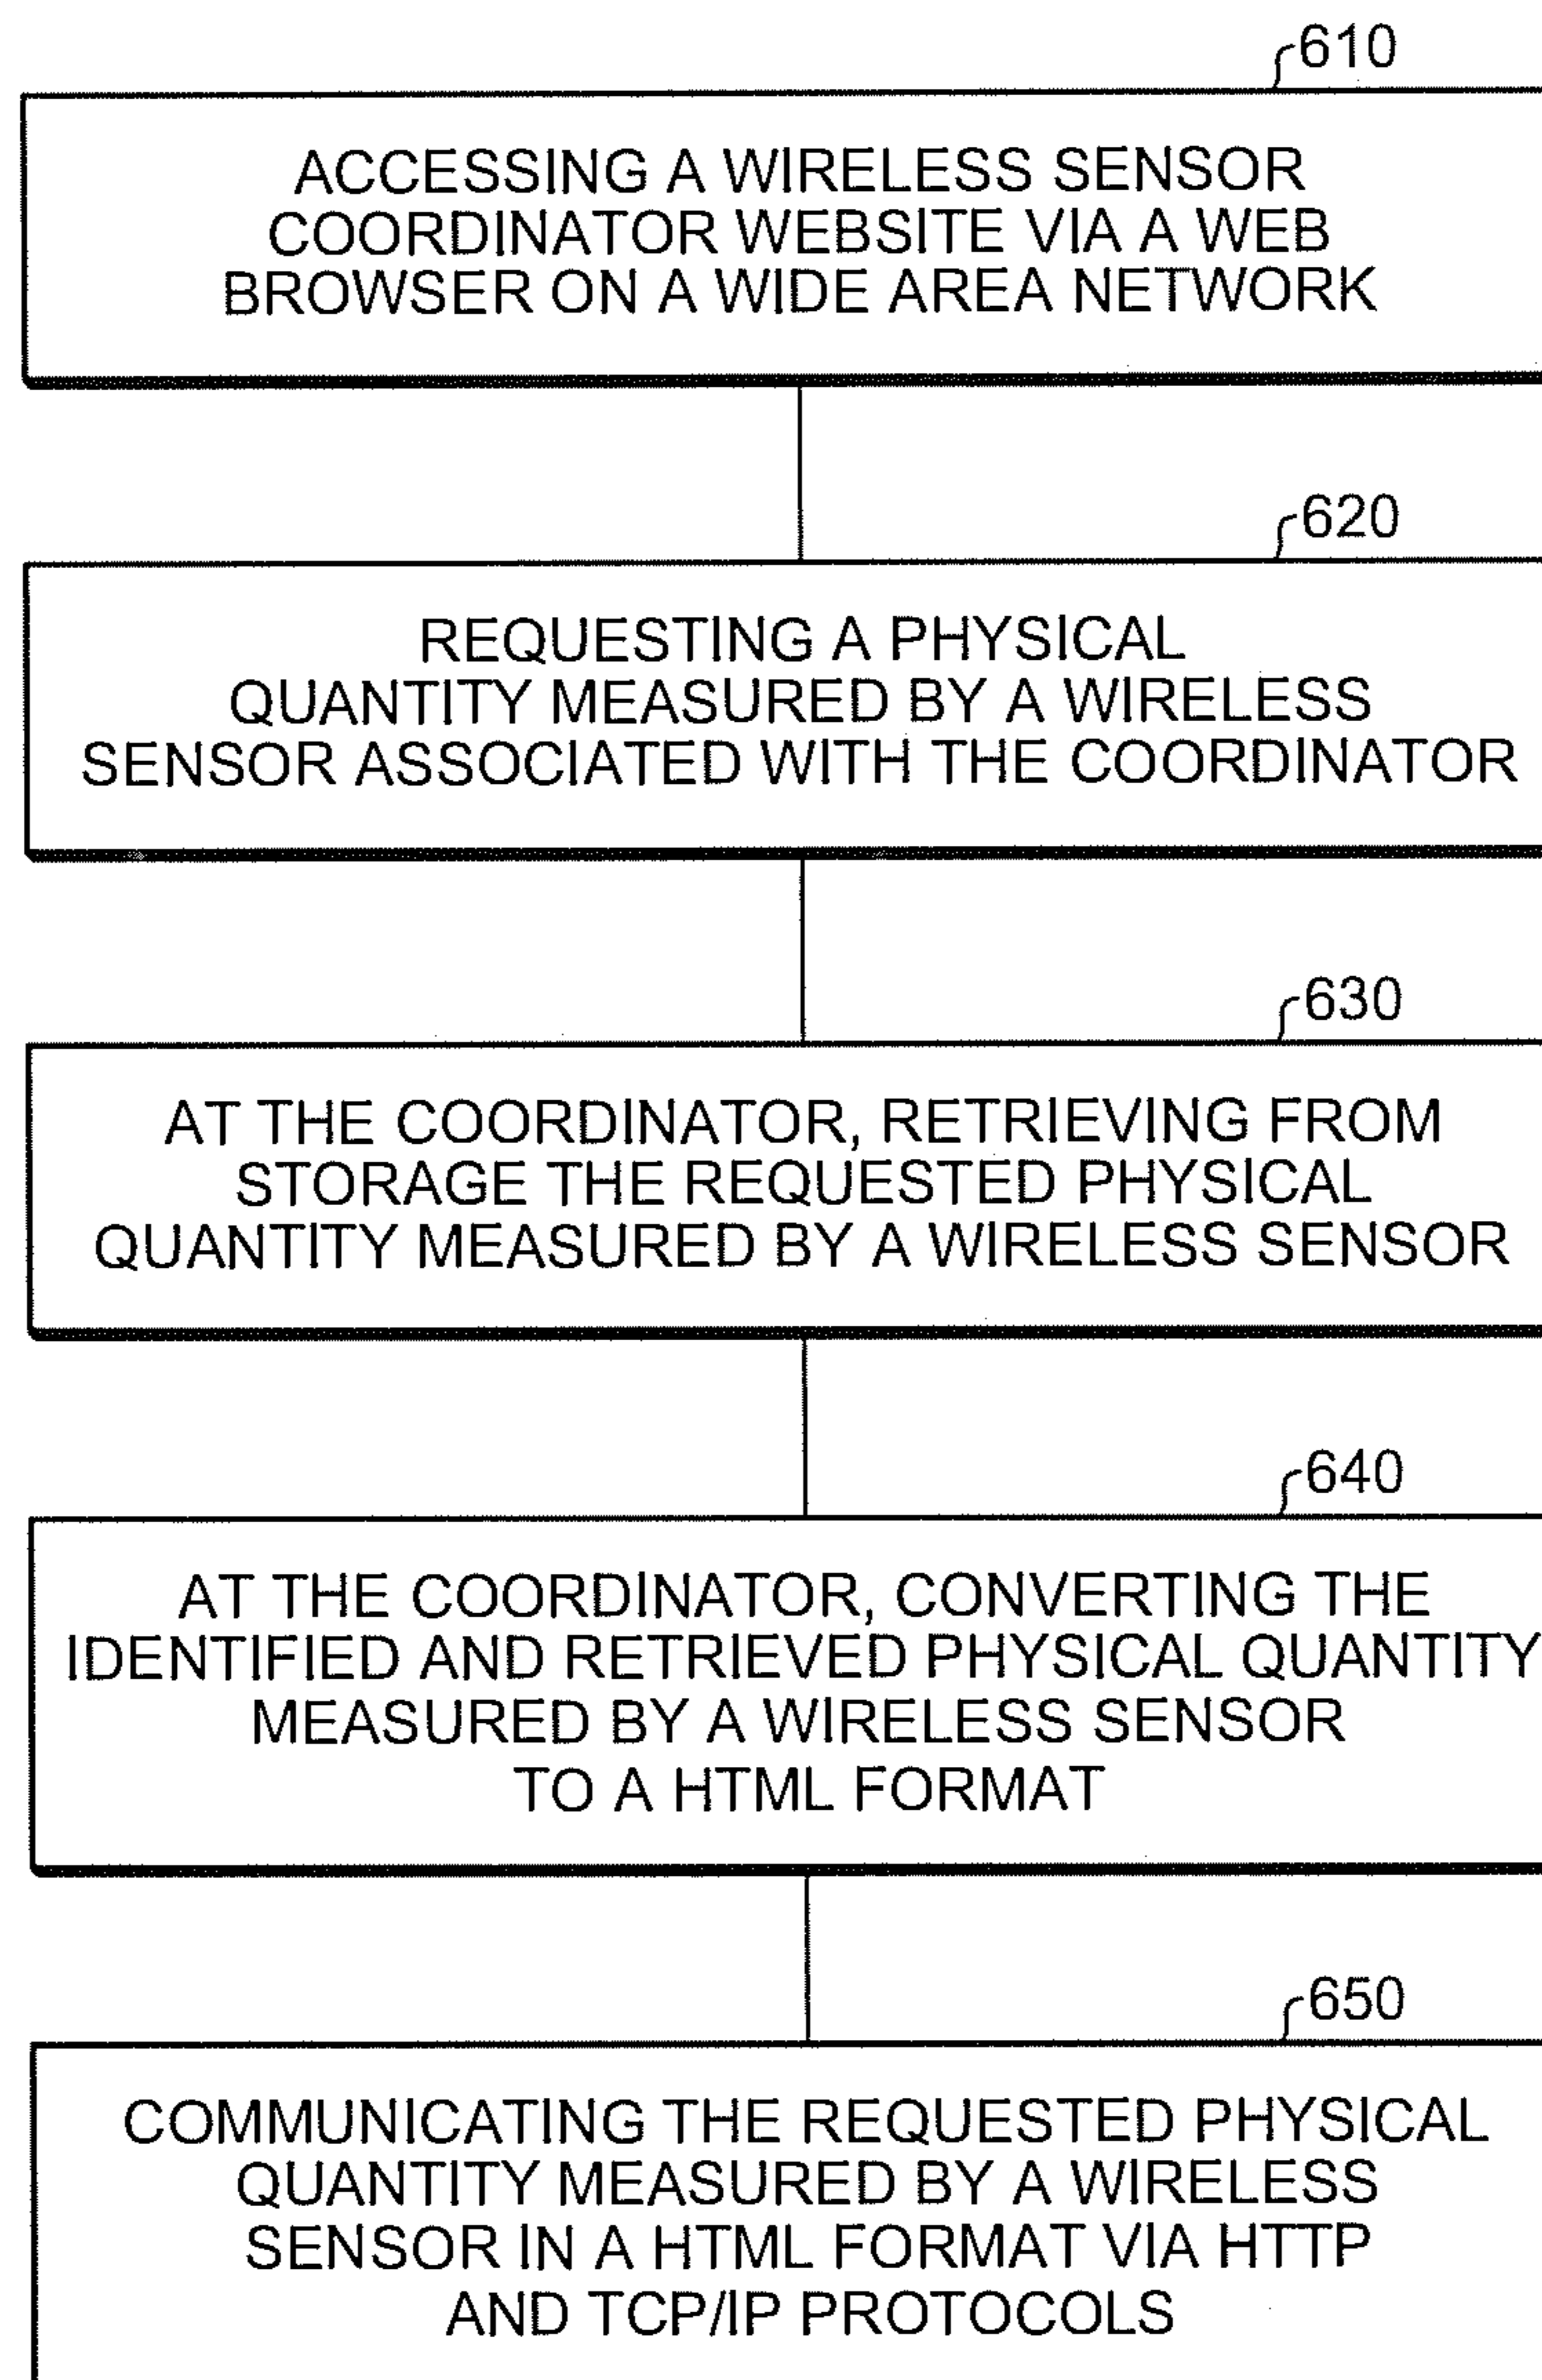 610
ACCESSING A WIRELESS SENSOR
COORDINATOR WEBSITE VIA A WEB
BROWSER ON A WIDE AREA NETWORK
620
REQUESTING A PHYSICAL
QUANTITY MEASURED BY A WIRELESS
SENSOR ASSOCIATED WITH THE COORDINATOR
630
AT THE COORDINATOR, RETRIEVING FROM
STORAGE THE REQUESTED PHYSICAL
QUANTITY MEASURED BY A WIRELESS SENSOR
640
AT THE COORDINATOR, CONVERTING THE
IDENTIFIED AND RETRIEVED PHYSICAL QUANTITY
MEASURED BY A WIRELESS SENSOR
TO A HTML FORMAT
650
COMMUNICATING THE REQUESTED PHYSICAL
QUANTITY MEASURED BY A WIRELESS
SENSOR IN A HTML FORMAT VIA HTTP
AND TCP/IP PROTOCOLS